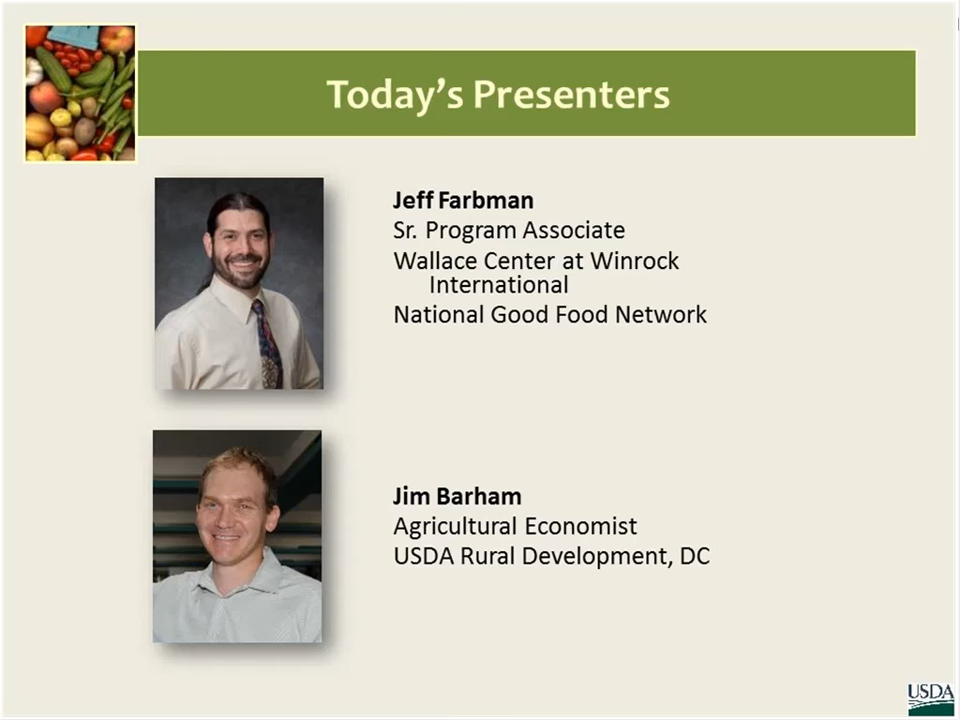 Today's Presenters
Jeff Farbman
Sr. Program Associate
Wallace Center at Winrock
International
National Good Food Network
Jim Barham
Agricultural Economist
USDA Rural Development, DC
USDA